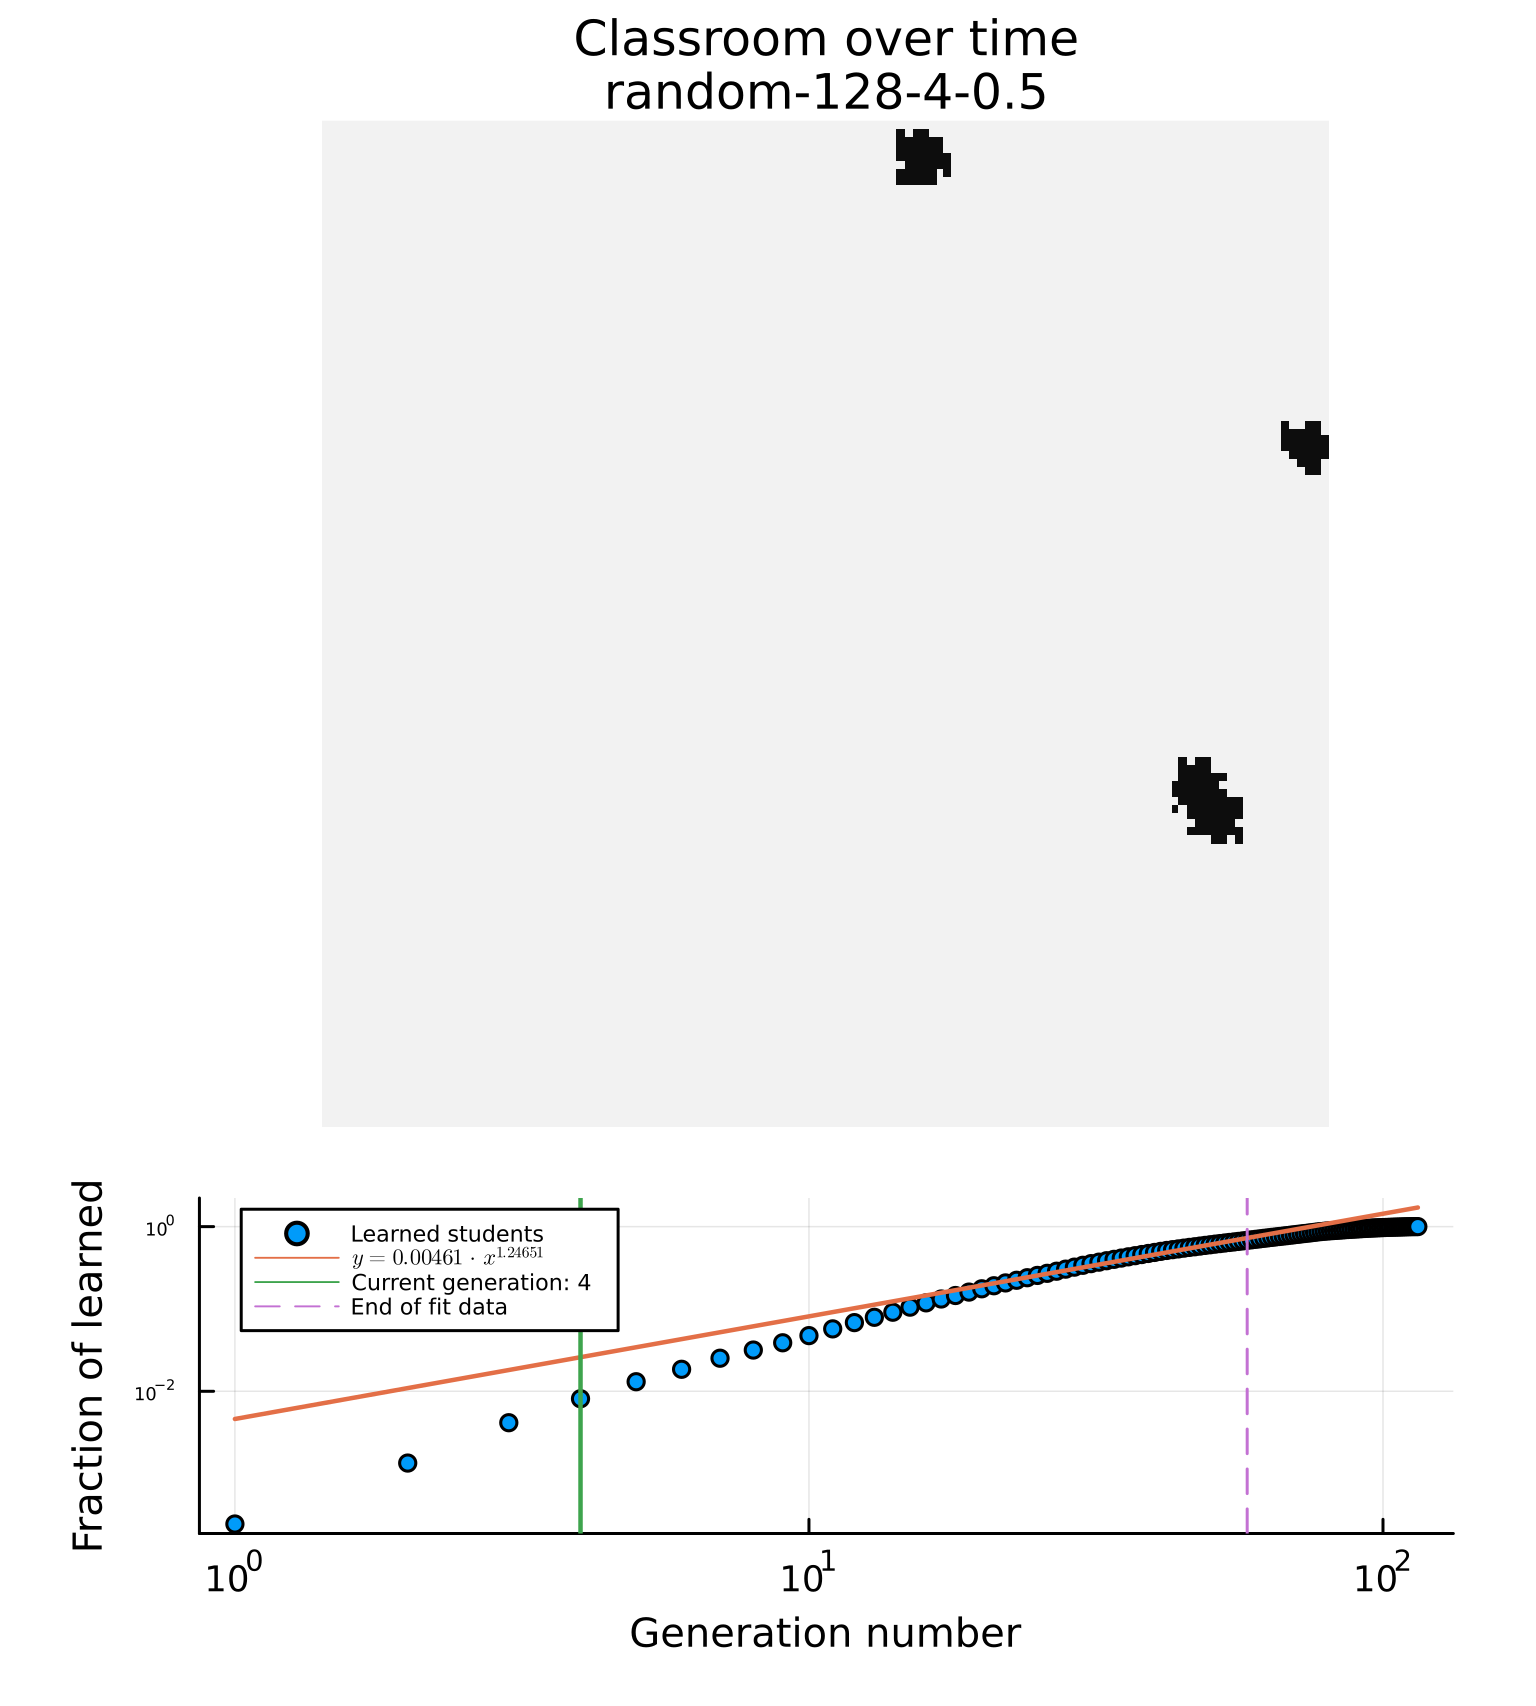 Classroom over time
random-128-4-0.5
Fraction of learned
10^0
10^-2
Learned students
y = 0.00461 · x^1.24651
Current generation: 4
End of fit data
10^0
10^1
10^2
Generation number